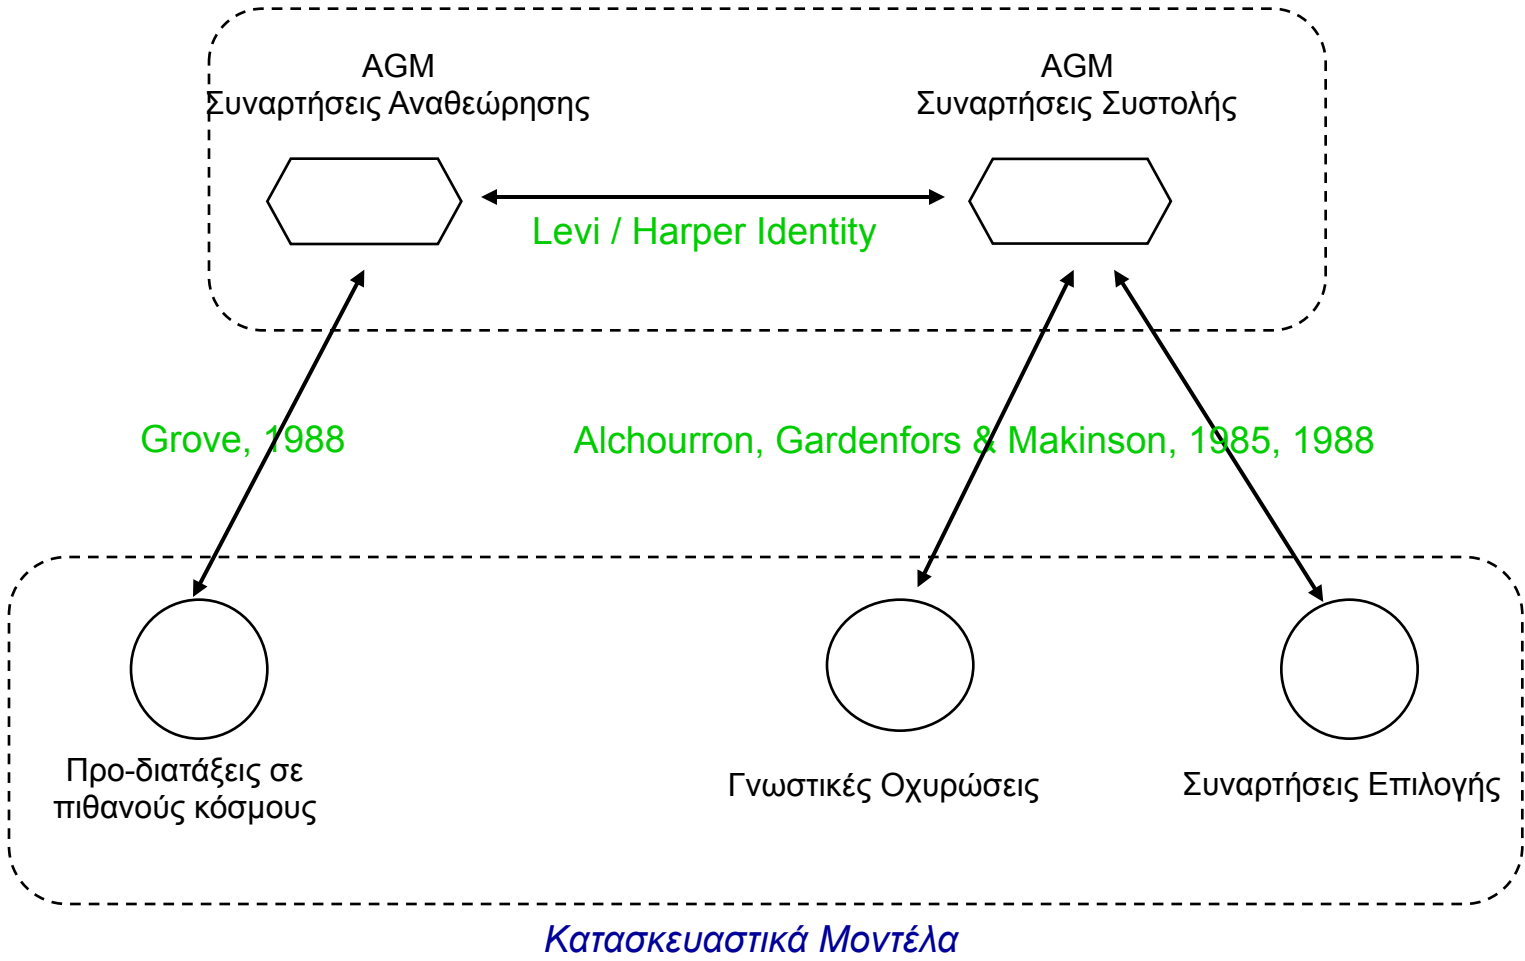 AGM
Συναρτήσεις Αναθεώρησης
AGM
Συναρτήσεις Συστολής
Levi / Harper Identity
Grove, 1988
Alchourron, Gardenfors & Makinson, 1985, 1988
Προ-διατάξεις σε
πιθανούς κόσμους
Γνωστικές Οχυρώσεις
Συναρτήσεις Επιλογής
Κατασκευαστικά Μοντέλα